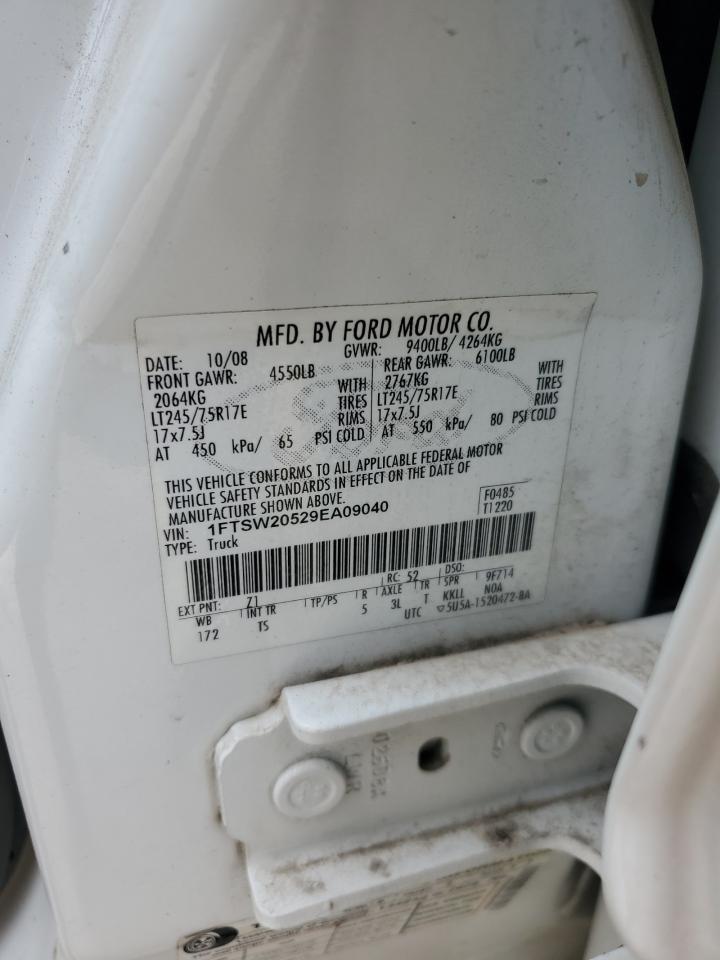 MFD. BY FORD MOTOR CO.
DATE: 10/08 GVWR: 9400LB/ 4264KG
FRONT GAWR: 4550LB REAR GAWR: 6100LB
2064KG WITH 2767KG WITH
LT245/75R17E TIRES LT245/75R17E TIRES
17x7.5J RIMS 17x7.5J RIMS
AT 450 kPa/ 65 PSI COLD AT 550 kPa/ 80 PSI COLD
THIS VEHICLE CONFORMS TO ALL APPLICABLE FEDERAL MOTOR
VEHICLE SAFETY STANDARDS IN EFFECT ON THE DATE OF
MANUFACTURE SHOWN ABOVE.
VIN: 1FTSW20529EA09040 F0485
TYPE: Truck T1220
EXT PNT: Z1 RC: 52 DSO:
WB INT TR TP/PS R AXLE TR SPR 9F714
172 TS 5 3L T KKLL NOA
UTC ▽5U5A-1520472-BA
LWR